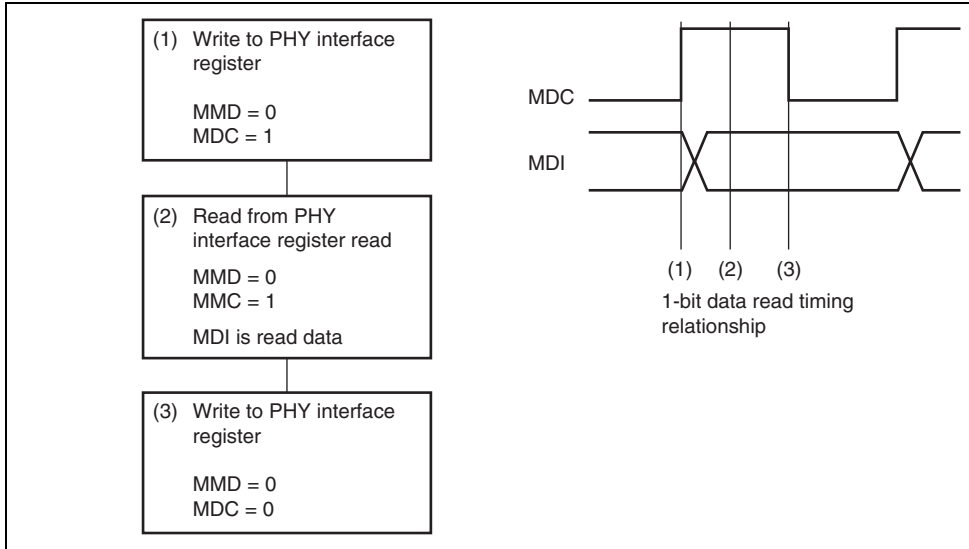 (1) Write to PHY interface
register
MMD = 0
MDC = 1
(2) Read from PHY
interface register read
MMD = 0
MMC = 1
MDI is read data
(3) Write to PHY interface
register
MMD = 0
MDC = 0
MDC
MDI
(1) (2) (3)
1-bit data read timing
relationship